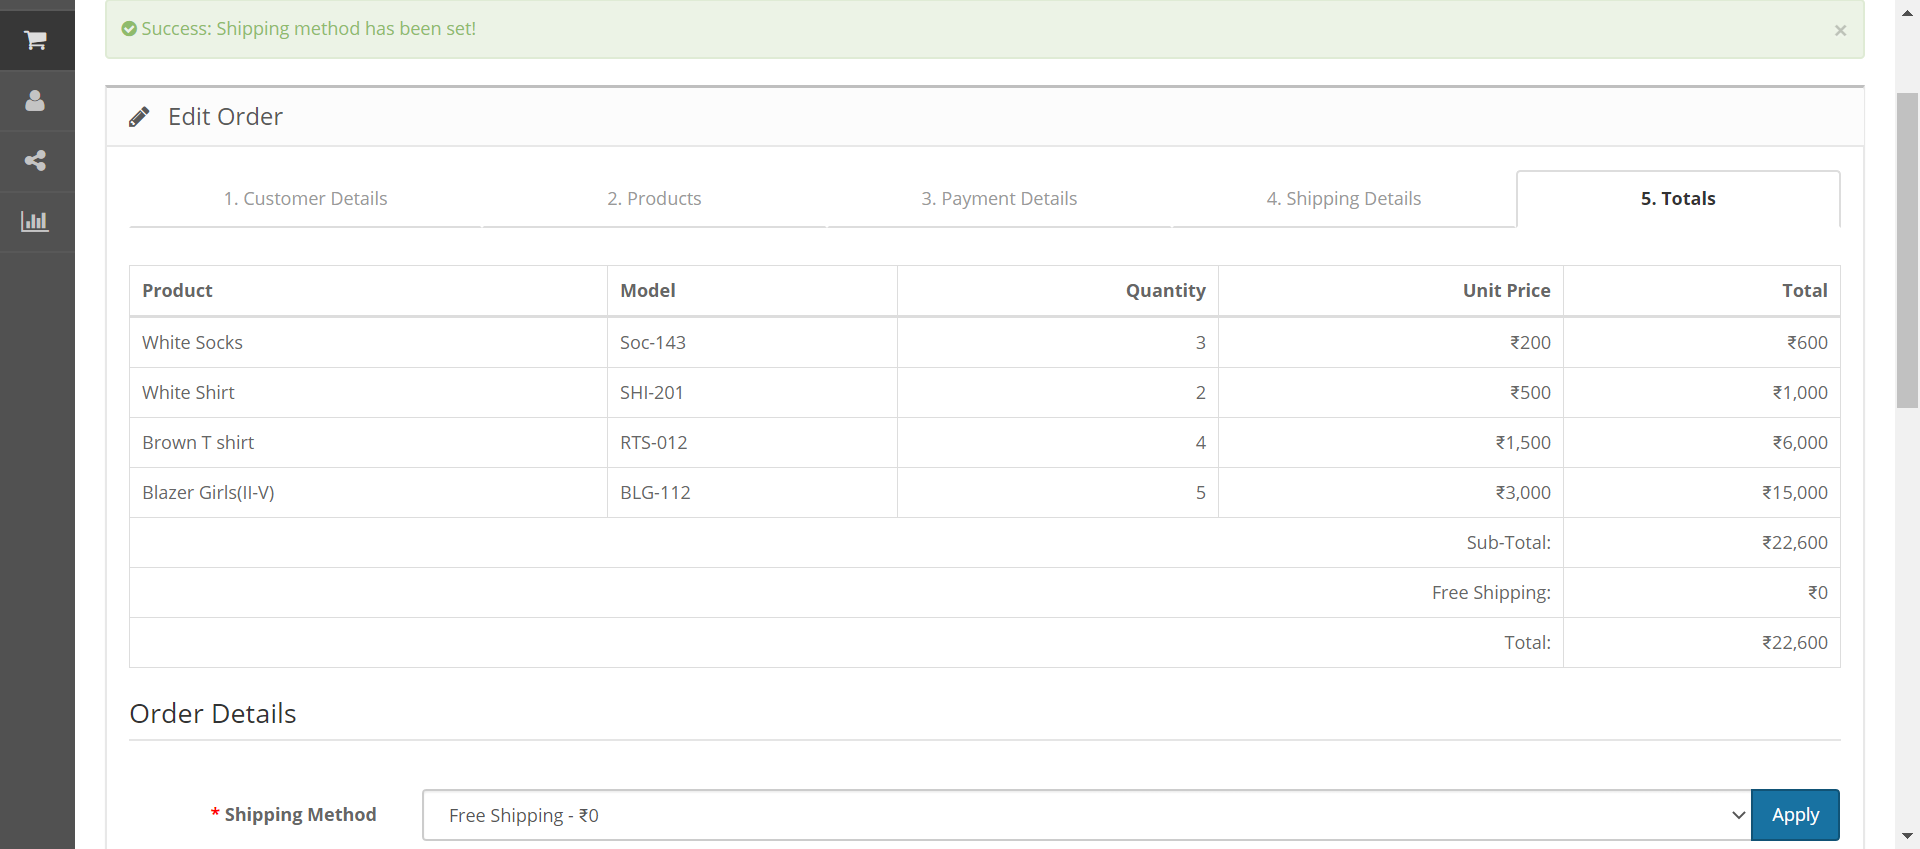 Success: Shipping method has been set!
×
Edit Order
1. Customer Details 2. Products 3. Payment Details 4. Shipping Details 5. Totals
Product Model Quantity Unit Price Total
White Socks Soc-143 3 ₹200 ₹600
White Shirt SHI-201 2 ₹500 ₹1,000
Brown T shirt RTS-012 4 ₹1,500 ₹6,000
Blazer Girls(II-V) BLG-112 5 ₹3,000 ₹15,000
Sub-Total: ₹22,600
Free Shipping: ₹0
Total: ₹22,600
Order Details
* Shipping Method Free Shipping - ₹0 Apply